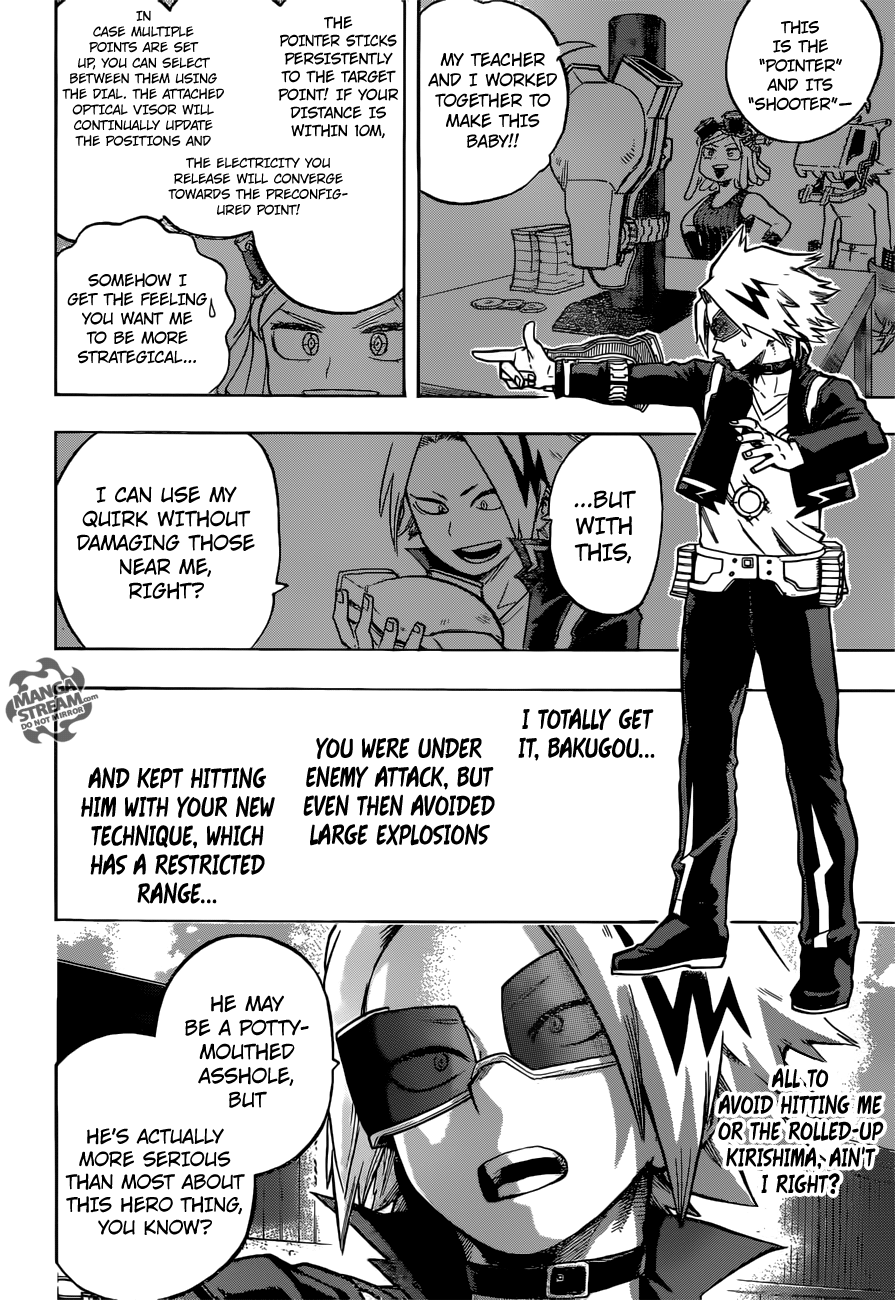 THIS
IS THE
"POINTER"
AND ITS
"SHOOTER"—
MY TEACHER
AND I WORKED
TOGETHER TO
MAKE THIS
BABY!!
THE
POINTER STICKS
PERSISTENTLY
TO THE TARGET
POINT! IF YOUR
DISTANCE IS
WITHIN 10M,
IN
CASE MULTIPLE
POINTS ARE SET
UP, YOU CAN SELECT
BETWEEN THEM USING
THE DIAL. THE ATTACHED
OPTICAL VISOR WILL
CONTINUALLY UPDATE
THE POSITIONS AND
THE ELECTRICITY YOU
RELEASE WILL CONVERGE
TOWARDS THE PRECONFIG-
URED POINT!
SOMEHOW I
GET THE FEELING
YOU WANT ME
TO BE MORE
STRATEGICAL...
...BUT
WITH
THIS,
I CAN USE MY
QUIRK WITHOUT
DAMAGING THOSE
NEAR ME,
RIGHT?
MANGA
STREAM.com
DO NOT MIRROR
I TOTALLY GET
IT, BAKUGOU...
YOU WERE UNDER
ENEMY ATTACK, BUT
EVEN THEN AVOIDED
LARGE EXPLOSIONS
AND KEPT HITTING
HIM WITH YOUR NEW
TECHNIQUE, WHICH
HAS A RESTRICTED
RANGE...
ALL TO
AVOID HITTING ME
OR THE ROLLED-UP
KIRISHIMA, AIN'T
I RIGHT?
HE MAY
BE A POTTY-
MOUTHED
ASSHOLE,
BUT
HE'S ACTUALLY
MORE SERIOUS
THAN MOST ABOUT
THIS HERO THING,
YOU KNOW?